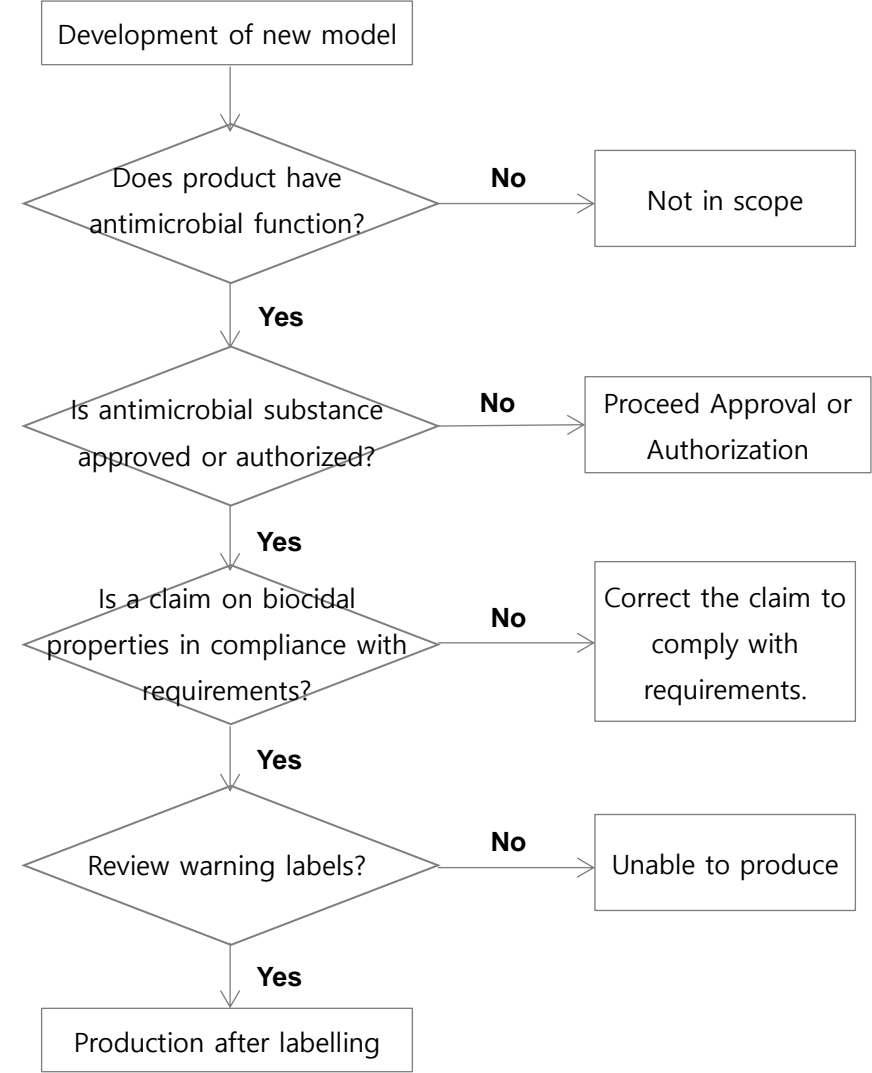 Development of new model
Does product have
antimicrobial function?
No
Not in scope
Yes
Is antimicrobial substance
approved or authorized?
No
Proceed Approval or
Authorization
Yes
Is a claim on biocidal
properties in compliance with
requirements?
No
Correct the claim to
comply with
requirements.
Yes
Review warning labels?
No
Unable to produce
Yes
Production after labelling